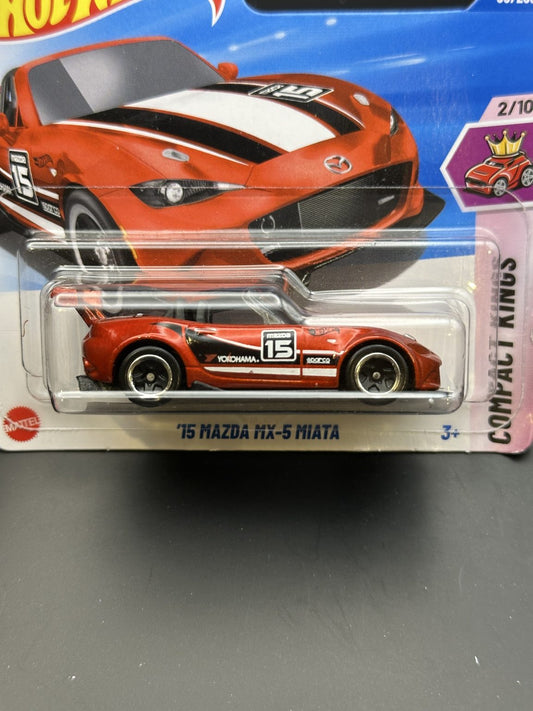 HOT WHEELS
2/10
MAZDA
15
sparco
15
COMPACT KINGS
MAZDA
15
YOKOHAMA
sparco
MATTEL
'15 MAZDA MX-5 MIATA
3+